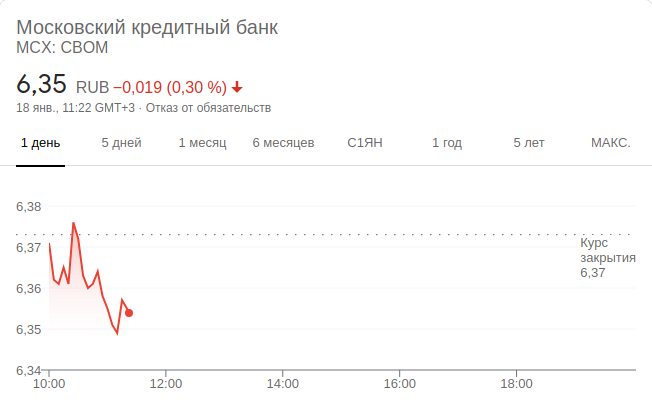 Московский кредитный банк
MCX: CBOM
6,35 RUB −0,019 (0,30 %)
18 янв., 11:22 GMT+3 · Отказ от обязательств
1 день 5 дней 1 месяц 6 месяцев С1ЯН 1 год 5 лет МАКС.
6,38
6,37
6,36
6,35
6,34
Курс
закрытия
6,37
10:00 12:00 14:00 16:00 18:00